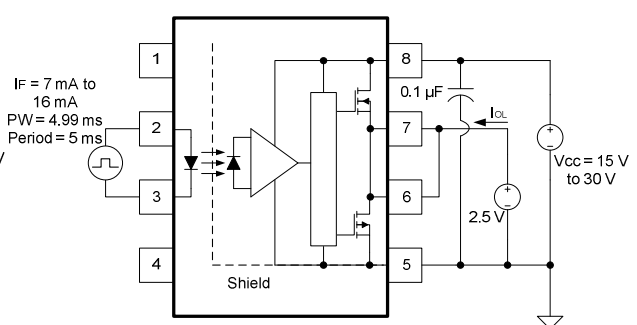 IF = 7 mA to
16 mA
PW = 4.99 ms
Period = 5 ms
1
2
3
4
Shield
8
7
6
5
0.1 µF
IOL
2.5 V
+
–
VCC = 15 V
to 30 V
+
–
V